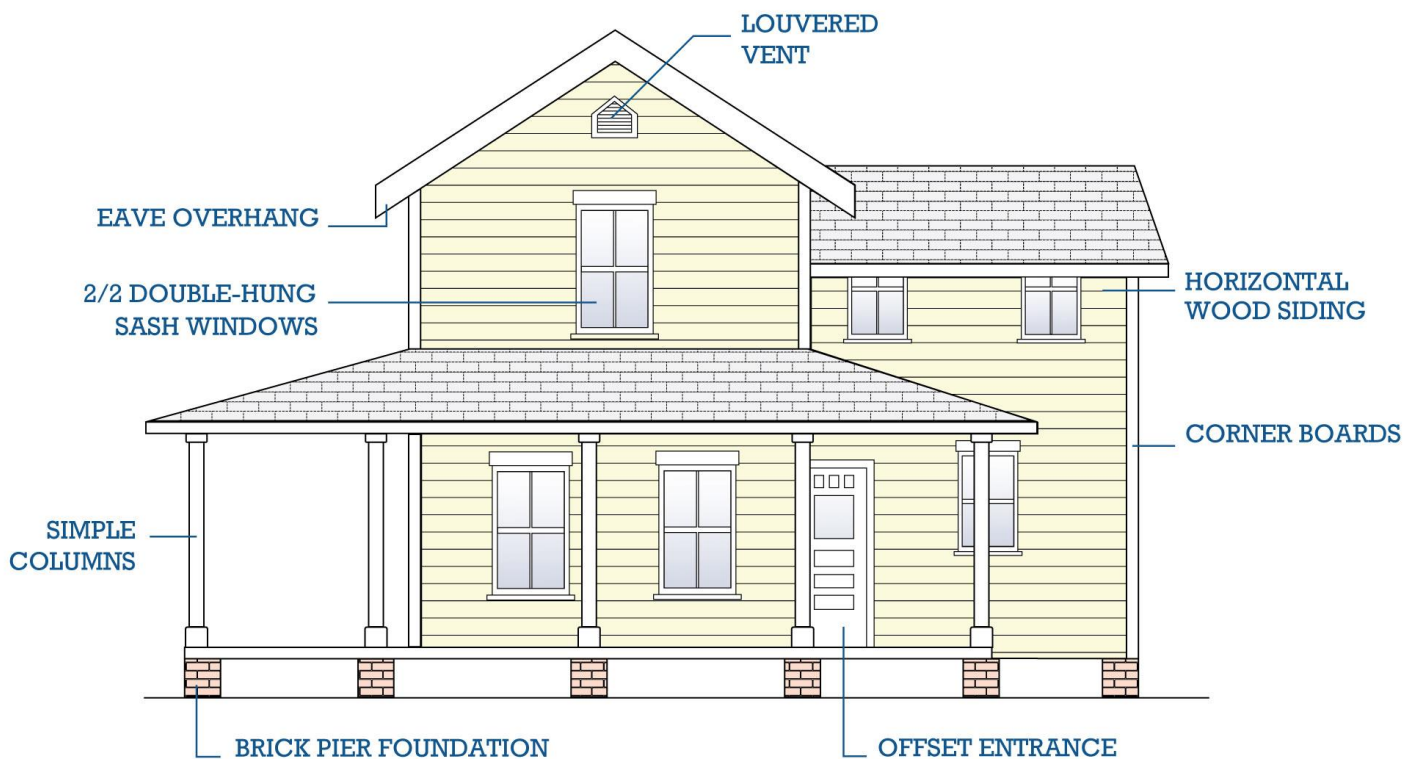 LOUVERED
VENT
EAVE OVERHANG
2/2 DOUBLE-HUNG
SASH WINDOWS
HORIZONTAL
WOOD SIDING
CORNER BOARDS
SIMPLE
COLUMNS
BRICK PIER FOUNDATION
OFFSET ENTRANCE